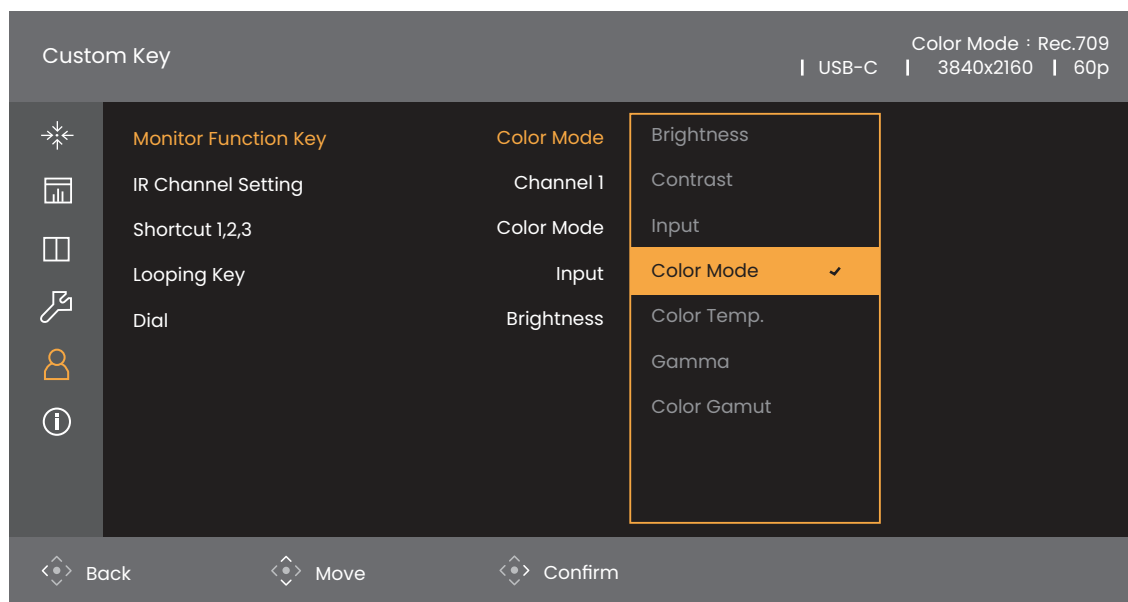 Custom Key
Color Mode : Rec.709
| USB-C | 3840x2160 | 60p
Monitor Function Key Color Mode Brightness
IR Channel Setting Channel 1 Contrast
Shortcut 1,2,3 Color Mode Input
Looping Key Input Color Mode ✓
Dial Brightness Color Temp.
Gamma
Color Gamut
Back Move Confirm